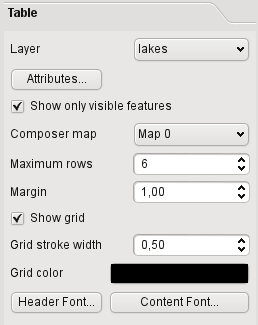 Table
Layer lakes
Attributes...
Show only visible features
Composer map Map 0
Maximum rows 6
Margin 1,00
Show grid
Grid stroke width 0,50
Grid color
Header Font... Content Font...